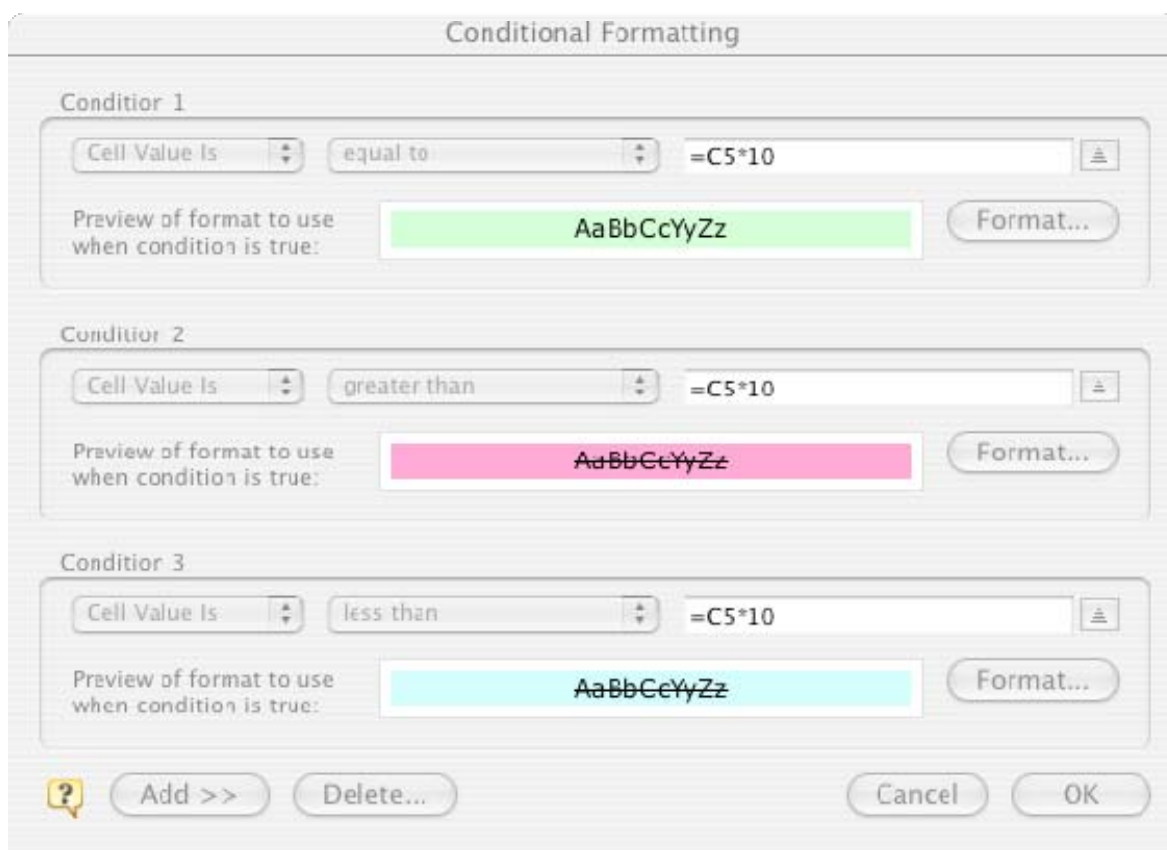 Conditional Formatting
Condition 1
Cell Value Is equal to =C5*10
Preview of format to use AaBbCcYyZz Format...
when condition is true:
Condition 2
Cell Value Is greater than =C5*10
Preview of format to use AaBbCcYyZz Format...
when condition is true:
Condition 3
Cell Value Is less than =C5*10
Preview of format to use AaBbCcYyZz Format...
when condition is true:
? Add >> Delete... Cancel OK